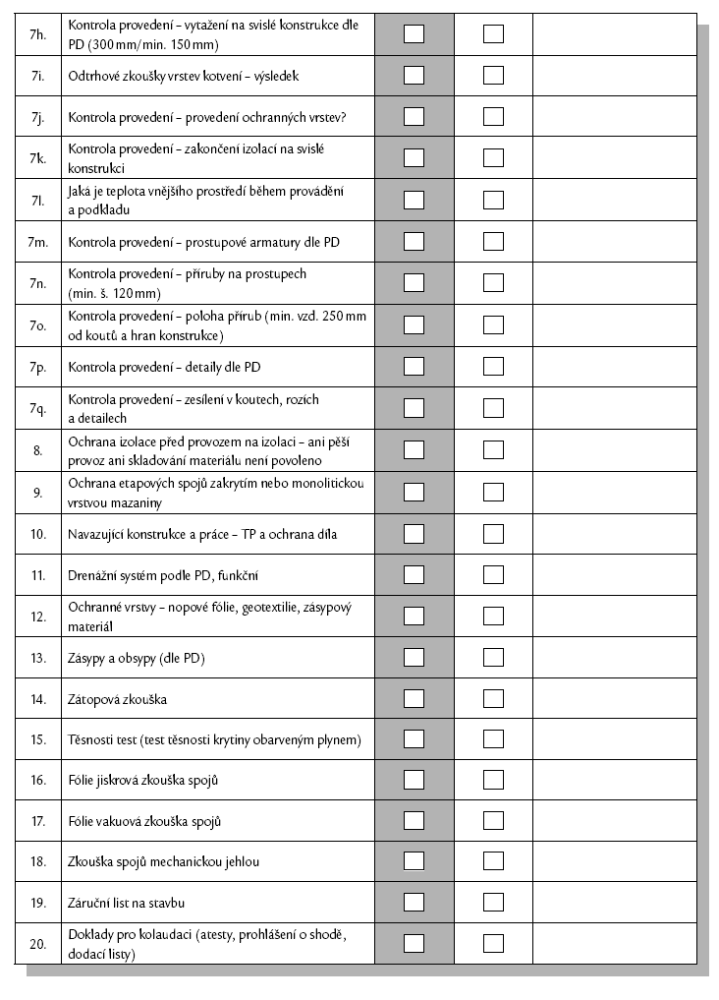 7h.
Kontrola provedení – vytažení na svislé konstrukce dle
PD (300 mm/min. 150 mm)
7i.
Odtrhové zkoušky vrstev kotvení – výsledek
7j.
Kontrola provedení – provedení ochranných vrstev?
7k.
Kontrola provedení – zakončení izolací na svislé
konstrukci
7l.
Jaká je teplota vnějšího prostředí během provádění
a podkladu
7m.
Kontrola provedení – prostupové armatury dle PD
7n.
Kontrola provedení – příruby na prostupech
(min. š. 120 mm)
7o.
Kontrola provedení – poloha přírub (min. vzd. 250 mm
od koutů a hran konstrukce)
7p.
Kontrola provedení – detaily dle PD
7q.
Kontrola provedení – zesílení v koutech, rozích
a detailech
8.
Ochrana izolace před provozem na izolaci – ani pěší
provoz ani skladování materiálu není povoleno
9.
Ochrana etapových spojů zakrytím nebo monolitickou
vrstvou mazaniny
10.
Navazující konstrukce a práce – TP a ochrana díla
11.
Drenážní systém podle PD, funkční
12.
Ochranné vrstvy – nopové fólie, geotextilie, zásypový
materiál
13.
Zásypy a obsypy (dle PD)
14.
Zátopová zkouška
15.
Těsnosti test (test těsnosti krytiny obarveným plynem)
16.
Fólie jiskrová zkouška spojů
17.
Fólie vakuová zkouška spojů
18.
Zkouška spojů mechanickou jehlou
19.
Záruční list na stavbu
20.
Doklady pro kolaudaci (atesty, prohlášení o shodě,
dodací listy)